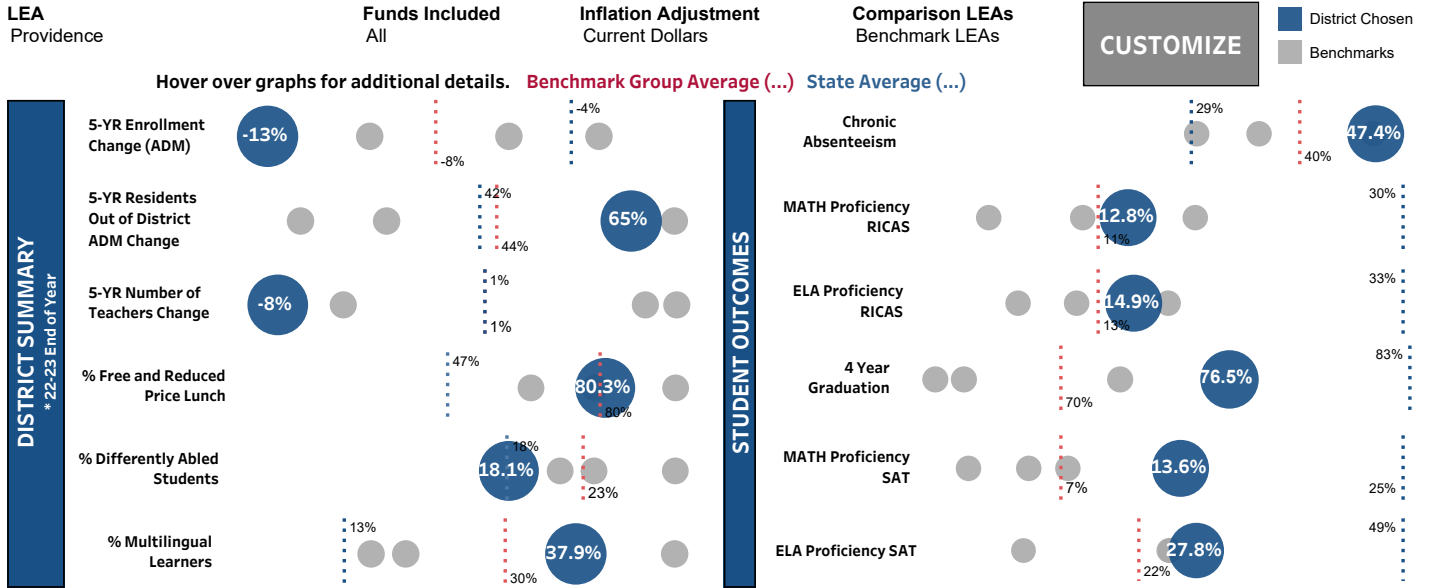 LEA
Providence
Funds Included
All
Inflation Adjustment
Current Dollars
Comparison LEAs
Benchmark LEAs
CUSTOMIZE
District Chosen
Benchmarks
Hover over graphs for additional details. Benchmark Group Average (...) State Average (...)
DISTRICT SUMMARY
* 22-23 End of Year
5-YR Enrollment
Change (ADM)
-13%
-8%
-4%
5-YR Residents
Out of District
ADM Change
42%
44%
65%
5-YR Number of
Teachers Change
-8%
1%
1%
% Free and Reduced
Price Lunch
47%
80.3%
80%
% Differently Abled
Students
18%
18.1%
23%
% Multilingual
Learners
13%
37.9%
30%
STUDENT OUTCOMES
Chronic
Absenteeism
29%
47.4%
40%
MATH Proficiency
RICAS
30%
12.8%
11%
ELA Proficiency
RICAS
33%
14.9%
13%
4 Year
Graduation
83%
76.5%
70%
MATH Proficiency
SAT
13.6%
7%
25%
ELA Proficiency SAT
49%
27.8%
22%